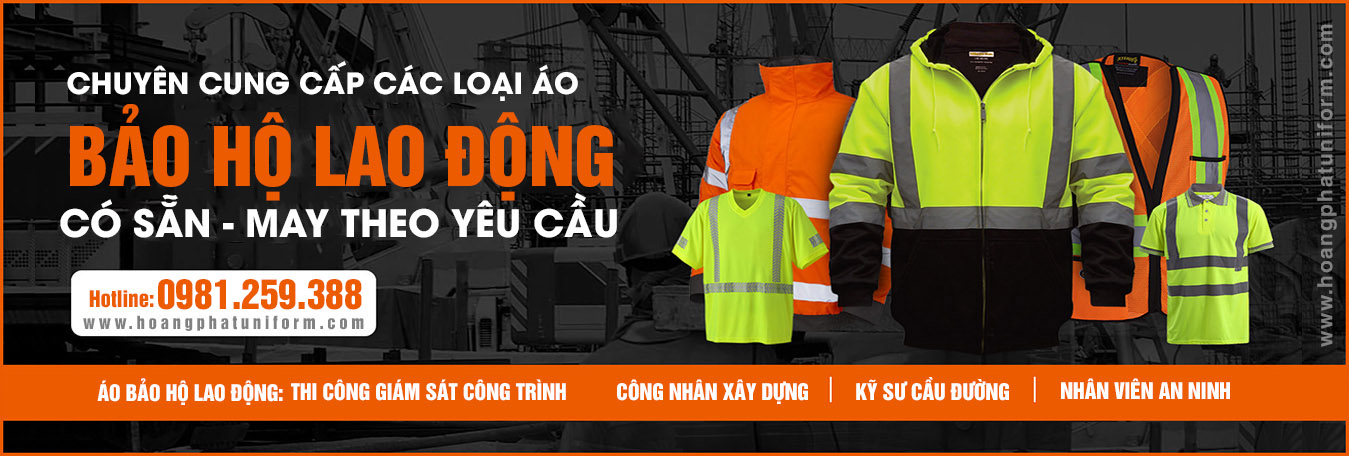 CHUYÊN CUNG CẤP CÁC LOẠI ÁO
BẢO HỘ LAO ĐỘNG
CÓ SẴN - MAY THEO YÊU CẦU
Hotline: 0981.259.388
www.hoangphatuniform.com
www.hoangphatuniform.com
ÁO BẢO HỘ LAO ĐỘNG: THI CÔNG GIÁM SÁT CÔNG TRÌNH CÔNG NHÂN XÂY DỰNG | KỸ SƯ CẦU ĐƯỜNG | NHÂN VIÊN AN NINH